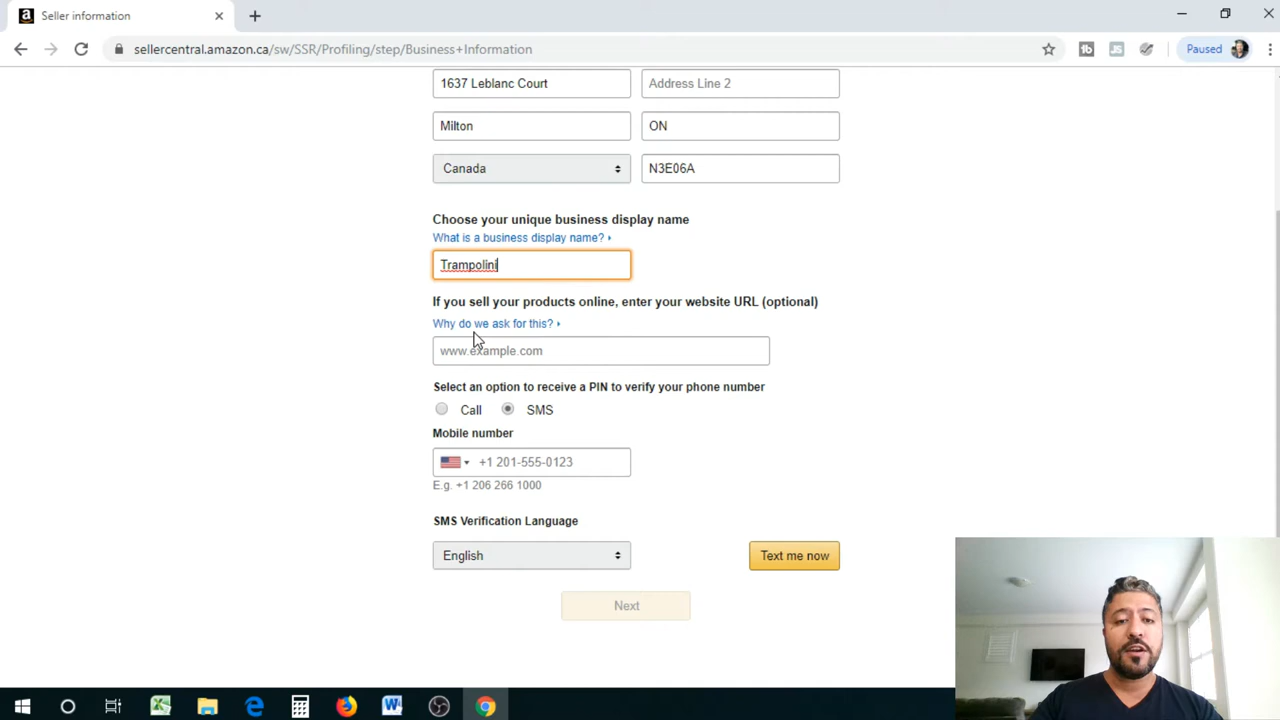 Seller information
sellercentral.amazon.ca/sw/SSR/Profiling/step/Business+Information
Paused
1637 Leblanc Court
Address Line 2
Milton
ON
Canada
N3E06A
Choose your unique business display name
What is a business display name?
Trampolini
If you sell your products online, enter your website URL (optional)
Why do we ask for this?
www.example.com
Select an option to receive a PIN to verify your phone number
Call
SMS
Mobile number
+1 201-555-0123
E.g. +1 206 266 1000
SMS Verification Language
English
Text me now
Next